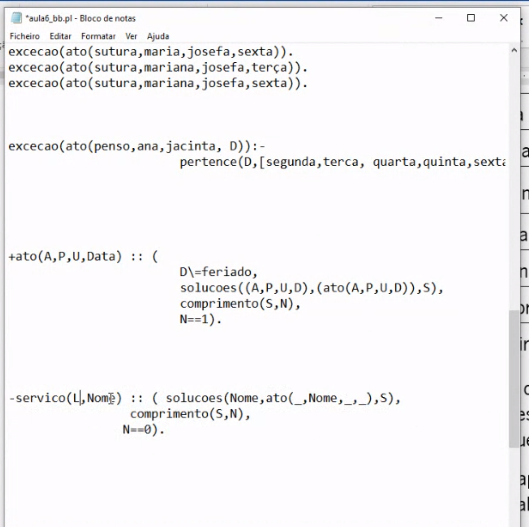 *aula6_bb.pl - Bloco de notas
Ficheiro Editar Formatar Ver Ajuda
excecao(ato(sutura,maria,josefa,sexta)).
excecao(ato(sutura,mariana,josefa,terça)).
excecao(ato(sutura,mariana,josefa,sexta)).
excecao(ato(penso,ana,jacinta, D)):-
pertence(D,[segunda,terca, quarta,quinta,sexta
+ato(A,P,U,Data) :: (
D\=feriado,
solucoes((A,P,U,D),(ato(A,P,U,D)),S),
comprimento(S,N),
N==1).
-servico(L,Nome) :: ( solucoes(Nome,ato(_,Nome,_,_),S),
comprimento(S,N),
N==0).